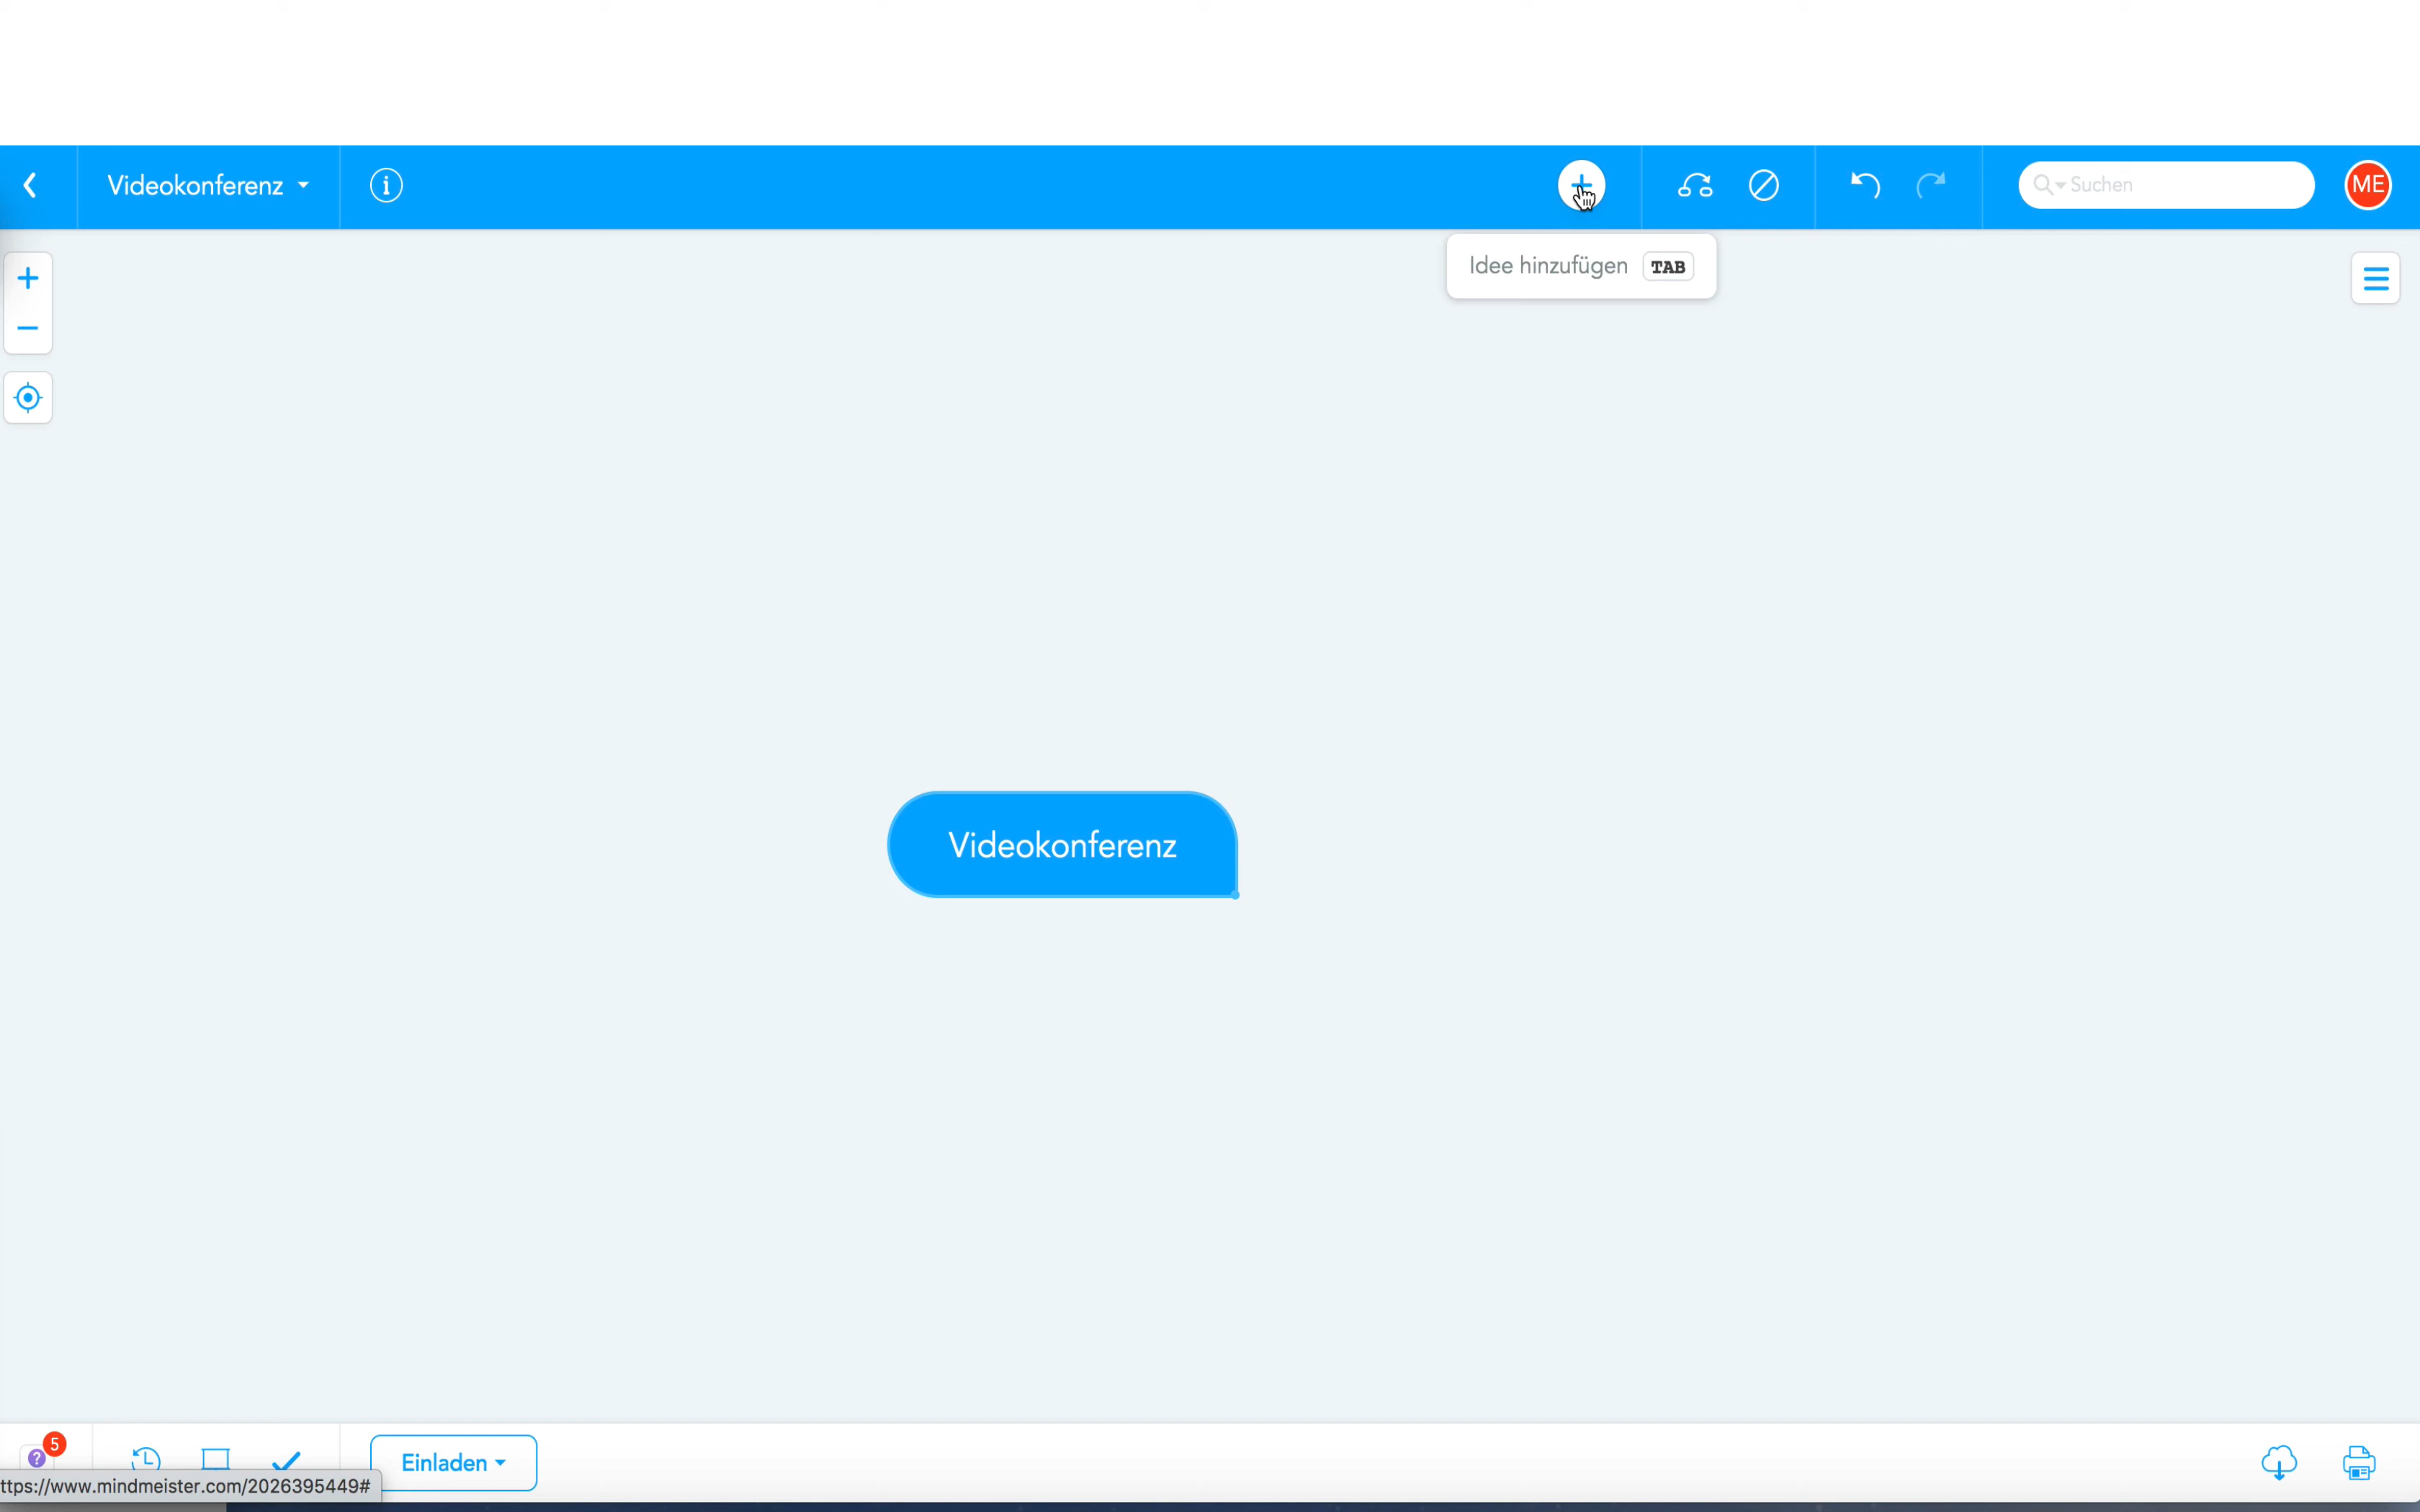 Videokonferenz
Suchen
ME
Idee hinzufügen TAB
Videokonferenz
5
?
Einladen
ttps://www.mindmeister.com/2026395449#